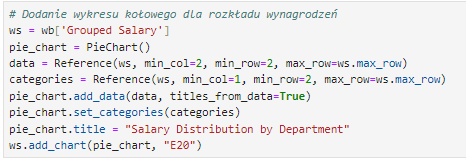 # Dodanie wykresu kołowego dla rozkładu wynagrodzeń
ws = wb['Grouped Salary']
pie_chart = PieChart()
data = Reference(ws, min_col=2, min_row=2, max_row=ws.max_row)
categories = Reference(ws, min_col=1, min_row=2, max_row=ws.max_row)
pie_chart.add_data(data, titles_from_data=True)
pie_chart.set_categories(categories)
pie_chart.title = "Salary Distribution by Department"
ws.add_chart(pie_chart, "E20")